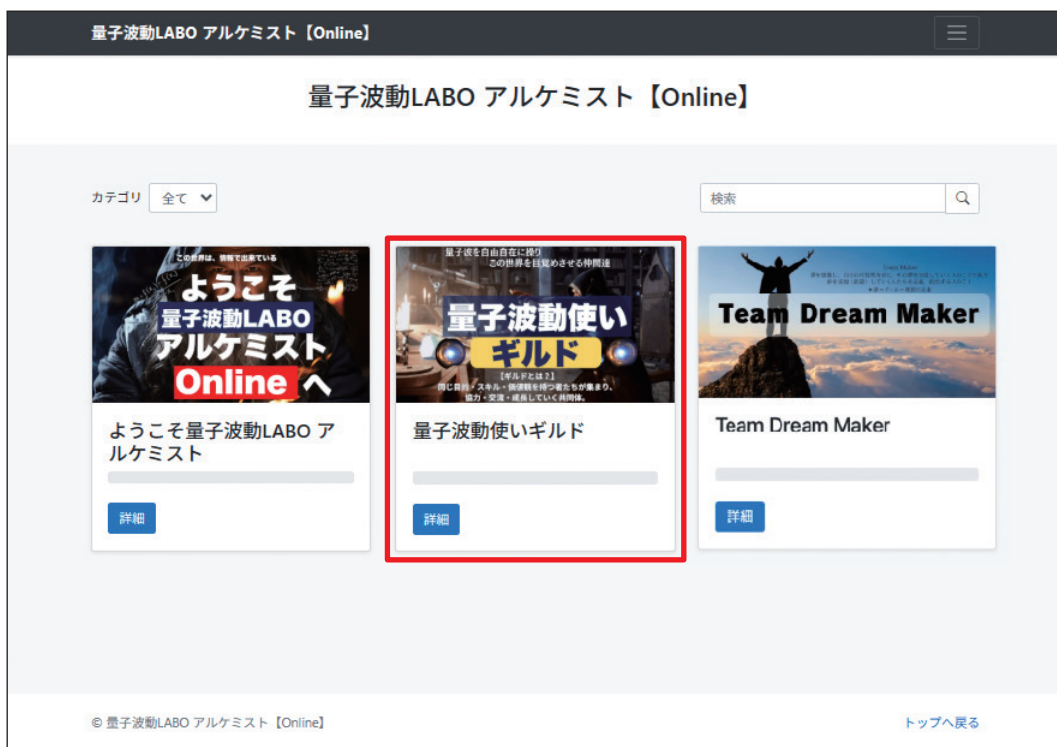 量子波動LABO アルケミスト【Online】
量子波動LABO アルケミスト【Online】
カテゴリ 全て
検索
この世界は、情報で出来ている
ようこそ
量子波動LABO
アルケミスト
Online へ
ようこそ量子波動LABO ア
ルケミスト
詳細
量子波を自由自在に操り
この世界を目覚めさせる仲間達
量子波動使い
ギルド
【ギルドとは?】
同じ目的・スキル・価値観を持つ者たちが集まり、
協力・交流・成長していく共同体。
量子波動使いギルド
詳細
Team Dream Maker
Team Dream Maker
詳細
© 量子波動LABO アルケミスト【Online】
トップへ戻る